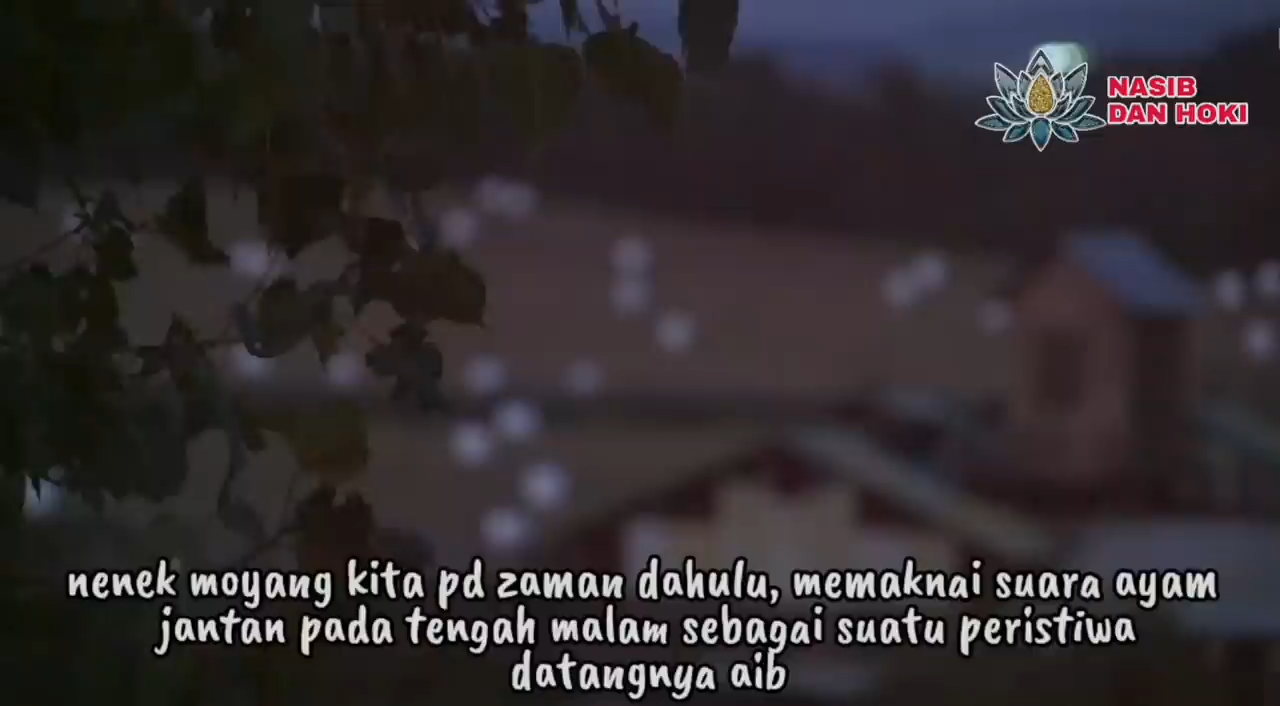 NASIB
DAN HOKI
nenek moyang kita pd zaman dahulu, memaknai suara ayam
jantan pada tengah malam sebagai suatu peristiwa
datangnya aib